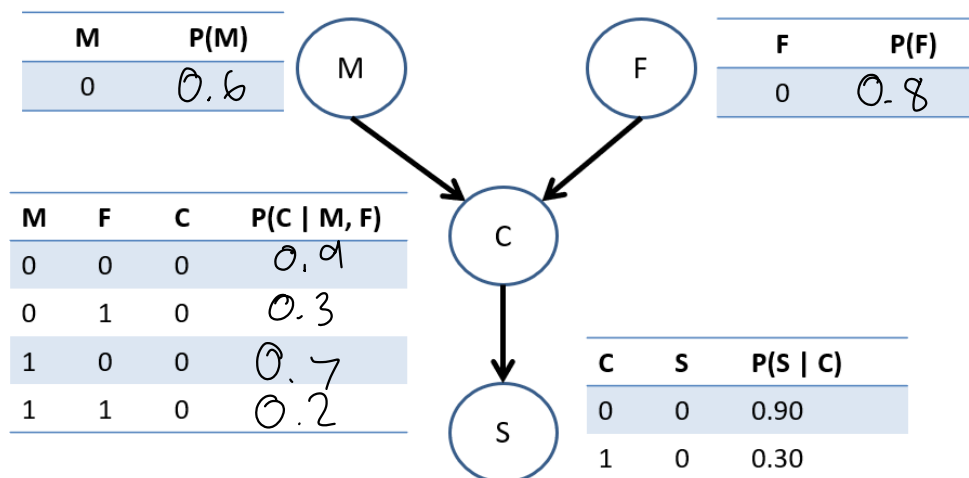 M P(M)
0 0.6
M
F
F P(F)
0 0.8
M F C P(C | M, F)
0 0 0 0.9
0 1 0 0.3
1 0 0 0.7
1 1 0 0.2
C
C S P(S | C)
0 0 0.90
1 0 0.30
S